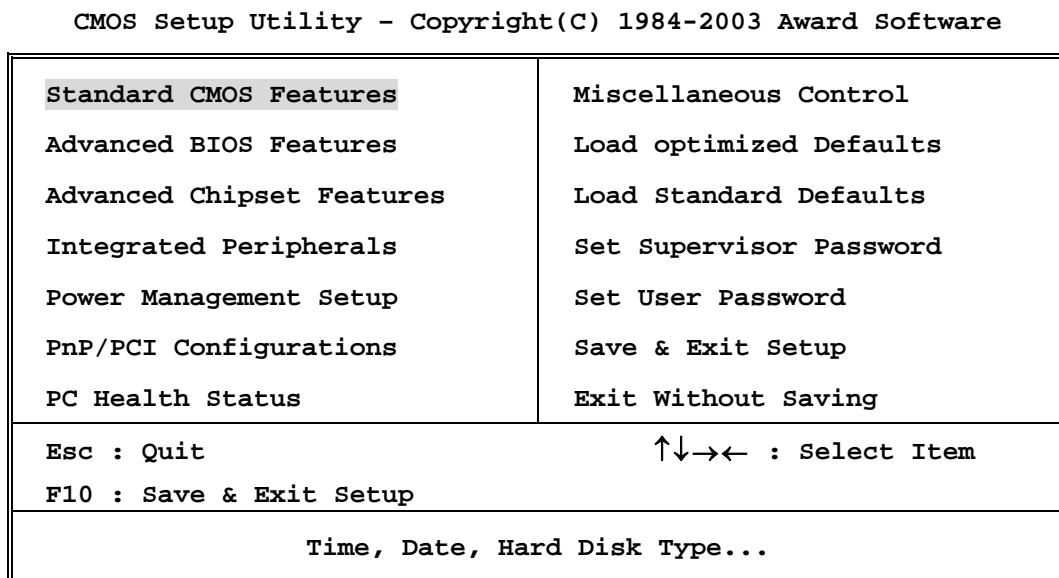 CMOS Setup Utility – Copyright(C) 1984-2003 Award Software
Standard CMOS Features
Advanced BIOS Features
Advanced Chipset Features
Integrated Peripherals
Power Management Setup
PnP/PCI Configurations
PC Health Status
Miscellaneous Control
Load optimized Defaults
Load Standard Defaults
Set Supervisor Password
Set User Password
Save & Exit Setup
Exit Without Saving
Esc : Quit
↑↓→← : Select Item
F10 : Save & Exit Setup
Time, Date, Hard Disk Type...